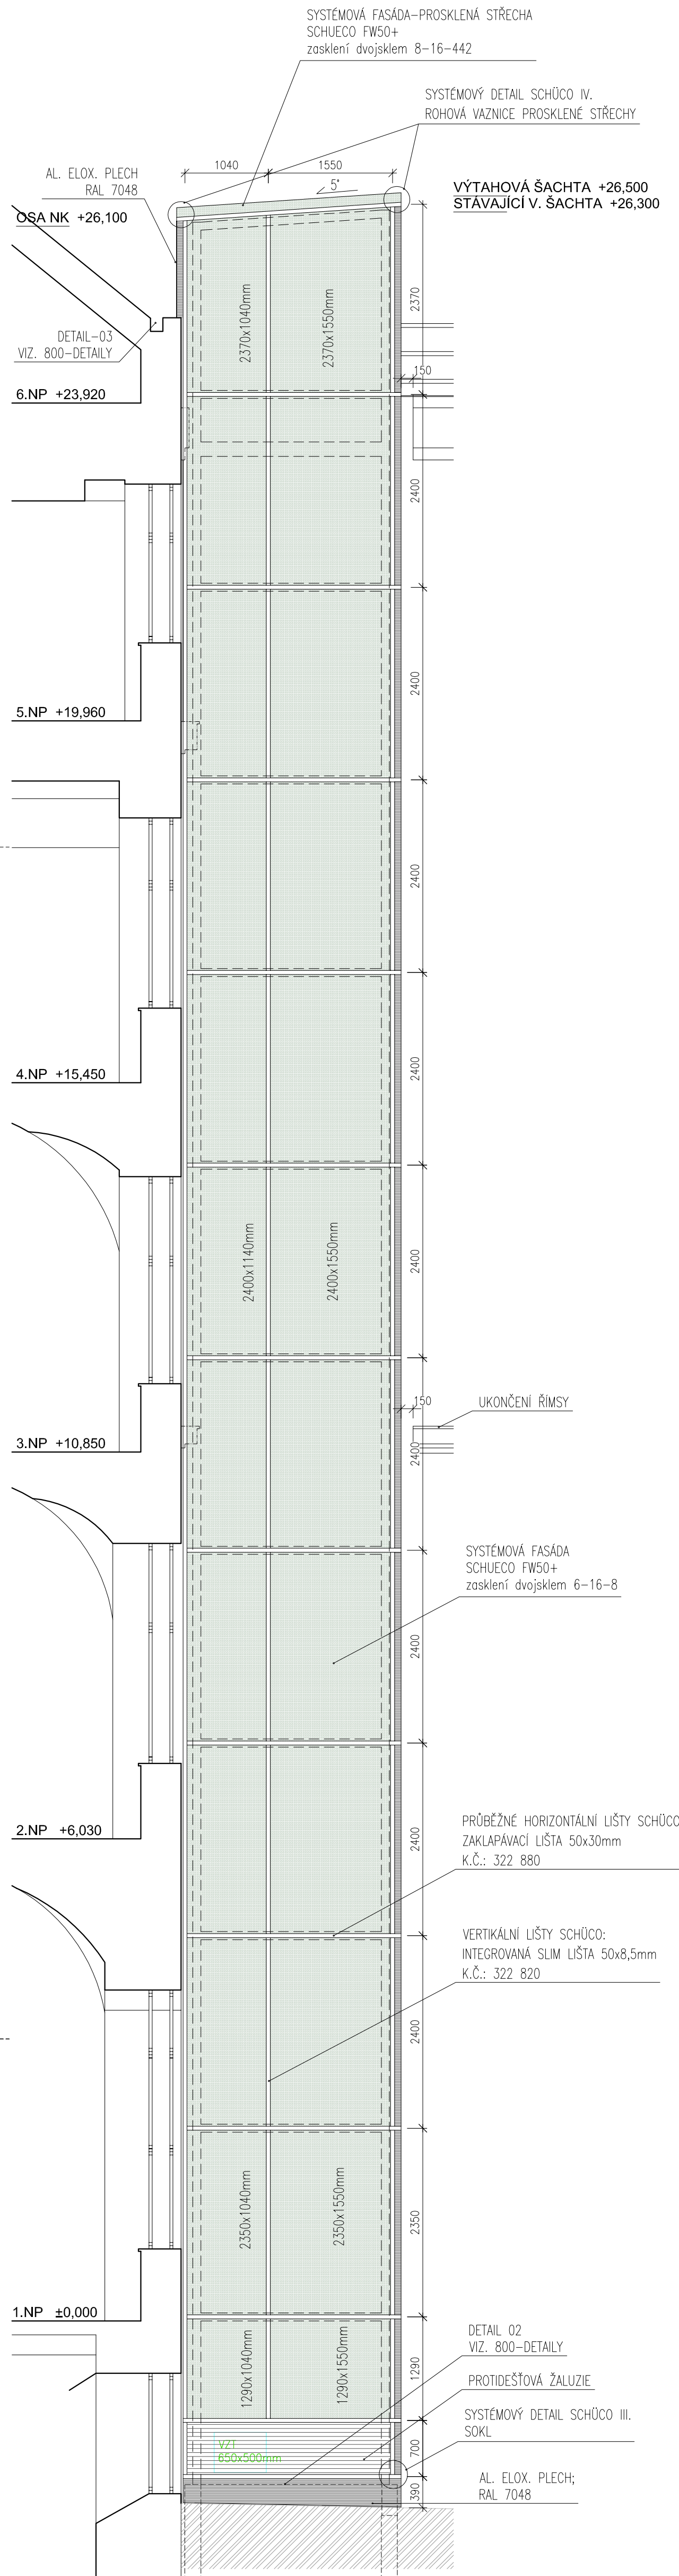 SYSTÉMOVÁ FASÁDA-PROSKLENÁ STŘECHA
SCHUECO FW50+
zasklení dvojsklem 8-16-442
SYSTÉMOVÝ DETAIL SCHÜCO IV.
ROHOVÁ VAZNICE PROSKLENÉ STŘECHY
1040
1550
5°
AL. ELOX. PLECH
RAL 7048
VÝTAHOVÁ ŠACHTA +26,500
STÁVAJÍCÍ V. ŠACHTA +26,300
OSA NK +26,100
2370x1040mm
2370x1550mm
2370
DETAIL-03
VIZ. 800-DETAILY
150
6.NP +23,920
2400
2400
5.NP +19,960
2400
2400
4.NP +15,450
2400x1140mm
2400x1550mm
2400
150
UKONČENÍ ŘÍMSY
3.NP +10,850
2400
SYSTÉMOVÁ FASÁDA
SCHUECO FW50+
zasklení dvojsklem 6-16-8
2400
PRŮBĚŽNÉ HORIZONTÁLNÍ LIŠTY SCHÜCO
ZAKLAPÁVACÍ LIŠTA 50x30mm
K.Č.: 322 880
2.NP +6,030
2400
VERTIKÁLNÍ LIŠTY SCHÜCO:
INTEGROVANÁ SLIM LIŠTA 50x8,5mm
K.Č.: 322 820
2400
2350x1040mm
2350x1550mm
2350
1.NP ±0,000
DETAIL 02
VIZ. 800-DETAILY
1290x1040mm
1290x1550mm
1290
PROTIDEŠŤOVÁ ŽALUZIE
SYSTÉMOVÝ DETAIL SCHÜCO III.
SOKL
VZT
650x500mm
700
AL. ELOX. PLECH;
RAL 7048
390